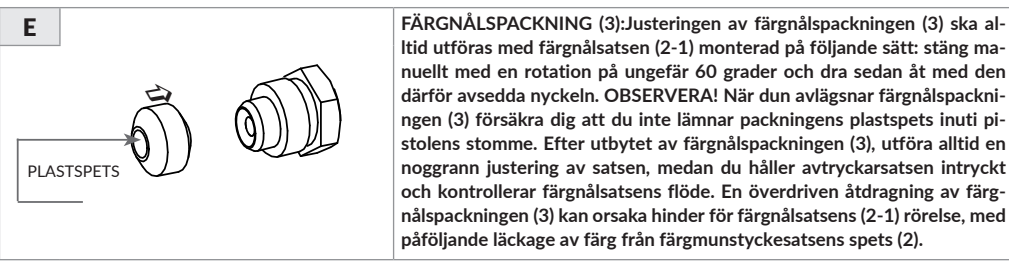 E
PLASTSPETS
FÄRGNÅLSPACKNING (3):Justeringen av färgnålspackningen (3) ska al-
ltid utföras med färgnålsatsen (2-1) monterad på följande sätt: stäng ma-
nuellt med en rotation på ungefär 60 grader och dra sedan åt med den
därför avsedda nyckeln. OBSERVERA! När dun avlägsnar färgnålspackni-
ngen (3) försäkra dig att du inte lämnar packningens plastspets inuti pi-
stolens stomme. Efter utbytet av färgnålspackningen (3), utföra alltid en
noggrann justering av satsen, medan du håller avtryckarsatsen intryckt
och kontrollerar färgnålsatsens flöde. En överdriven åtdragning av färg-
nålspackningen (3) kan orsaka hinder för färgnålsatsens (2-1) rörelse, med
påföljande läckage av färg från färgmunstyckesatsens spets (2).